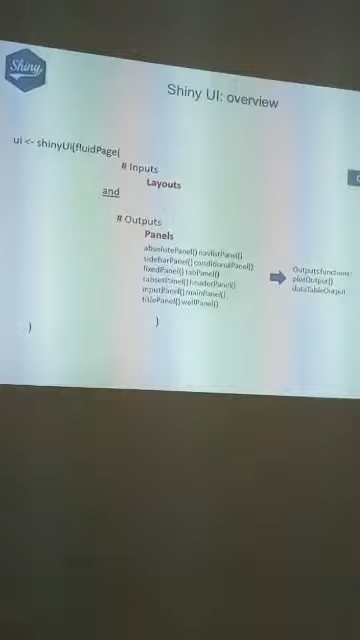 Shiny
Shiny UI: overview
ui <- shinyUi(fluidPage(
# Inputs
Layouts
and
# Outputs
Panels
absolutePanel() navlistPanel()
sidebarPanel() conditionalPanel()
fixedPanel() tabPanel()
tabsetPanel() headerPanel()
inputPanel() mainPanel()
titlePanel() wellPanel()
Outputs functions:
plotOutput()
dataTableOutput
)
)